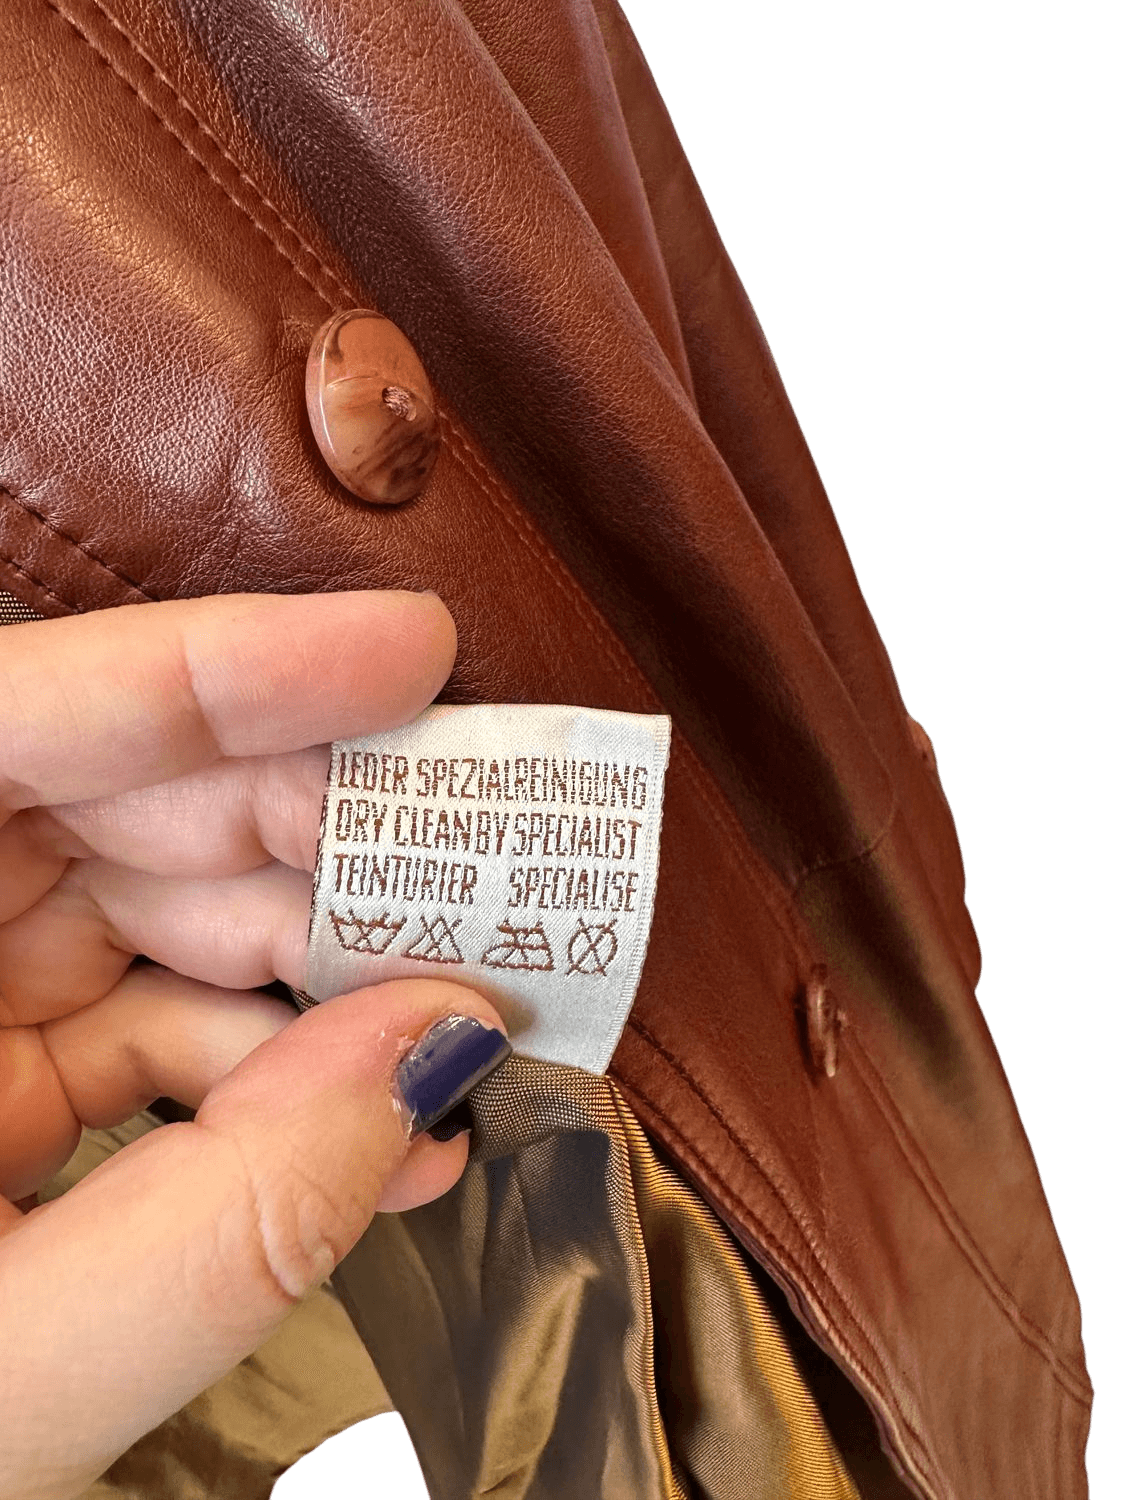 LEDER SPEZIALREINIGUNG
DRY CLEAN BY SPECIALIST
TEINTURIER SPECIALISE